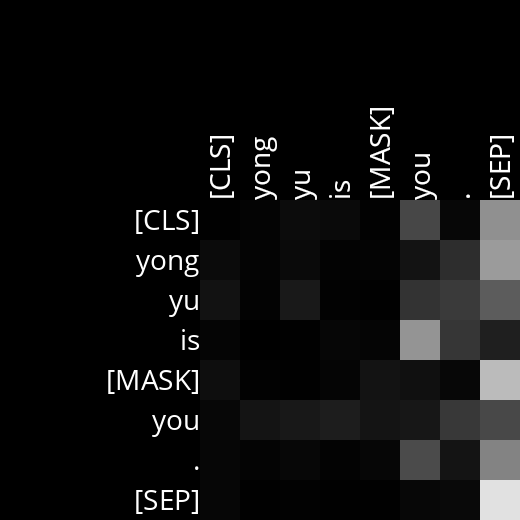 [CLS] yong yu is [MASK] you . [SEP]
[CLS]
yong
yu
is
[MASK]
you
.
[SEP]